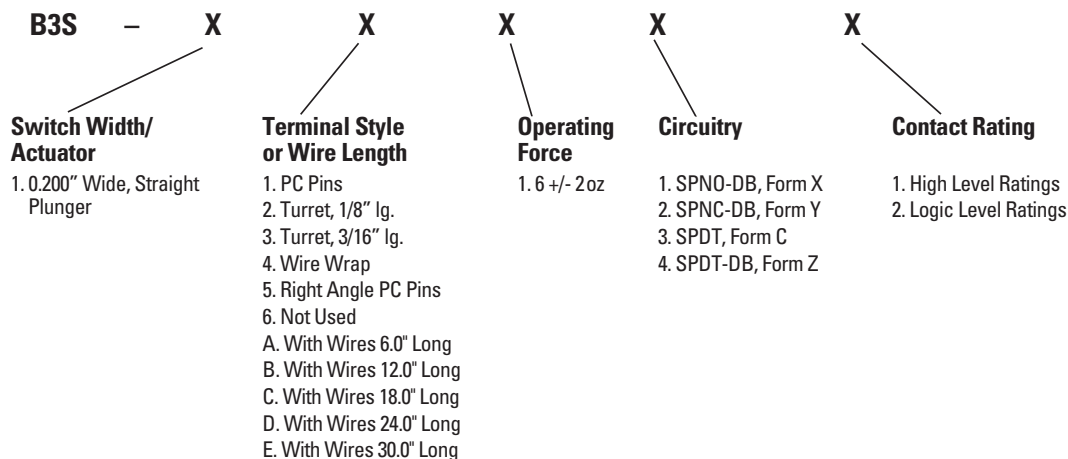 B3S – X X X X X
Switch Width/
Actuator
1. 0.200" Wide, Straight
Plunger
Terminal Style
or Wire Length
1. PC Pins
2. Turret, 1/8" lg.
3. Turret, 3/16" lg.
4. Wire Wrap
5. Right Angle PC Pins
6. Not Used
A. With Wires 6.0" Long
B. With Wires 12.0" Long
C. With Wires 18.0" Long
D. With Wires 24.0" Long
E. With Wires 30.0" Long
Operating
Force
1. 6 +/- 2 oz
Circuitry
1. SPNO-DB, Form X
2. SPNC-DB, Form Y
3. SPDT, Form C
4. SPDT-DB, Form Z
Contact Rating
1. High Level Ratings
2. Logic Level Ratings